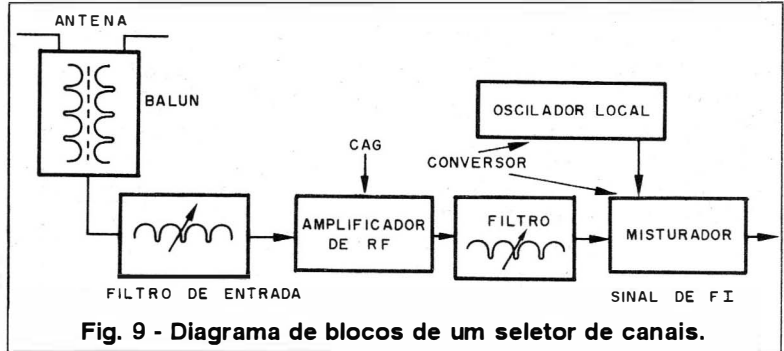 ANTENA
BALUN
OSCILADOR LOCAL
CAG
CONVERSOR
AMPLIFICADOR
DE RF
FILTRO
MISTURADOR
FILTRO DE ENTRADA
SINAL DE FI
Fig. 9 - Diagrama de blocos de um seletor de canais.